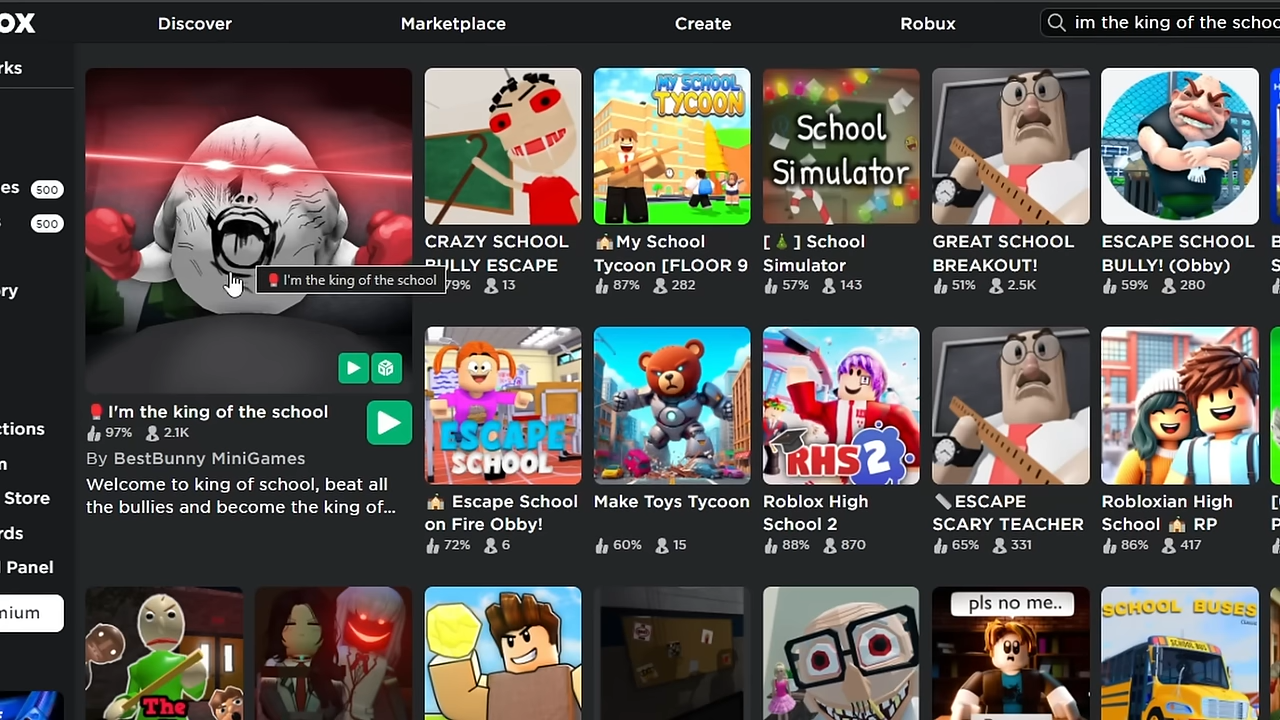 OX
Discover
Marketplace
Create
Robux
im the king of the schoo
rks
es
500
500
ry
ctions
Store
rds
Panel
mium
I'm the king of the school
I'm the king of the school
97% 2.1K
By BestBunny MiniGames
Welcome to king of school, beat all
the bullies and become the king of...
CRAZY SCHOOL
BULLY ESCAPE
79% 13
MY SCHOOL
TYCOON
My School
Tycoon [FLOOR 9
87% 282
School
Simulator
[🎄] School
Simulator
57% 143
GREAT SCHOOL
BREAKOUT!
51% 2.5K
ESCAPE SCHOOL
BULLY! (Obby)
59% 280
ESCAPE
SCHOOL
Escape School
on Fire Obby!
72% 6
Make Toys Tycoon
60% 15
RHS2
Roblox High
School 2
88% 870
ESCAPE
SCARY TEACHER
65% 331
Robloxian High
School 🏫 RP
86% 417
The
pls no me..
SCHOOL BUSES
SCHOOL BUS